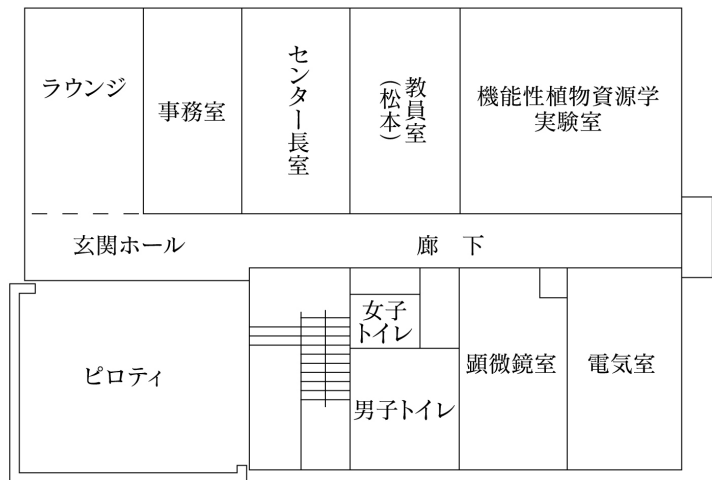 ラウンジ
事務室
センター長室
教員室
(松本)
機能性植物資源学
実験室
玄関ホール
廊 下
ピロティ
女子
トイレ
男子トイレ
顕微鏡室
電気室